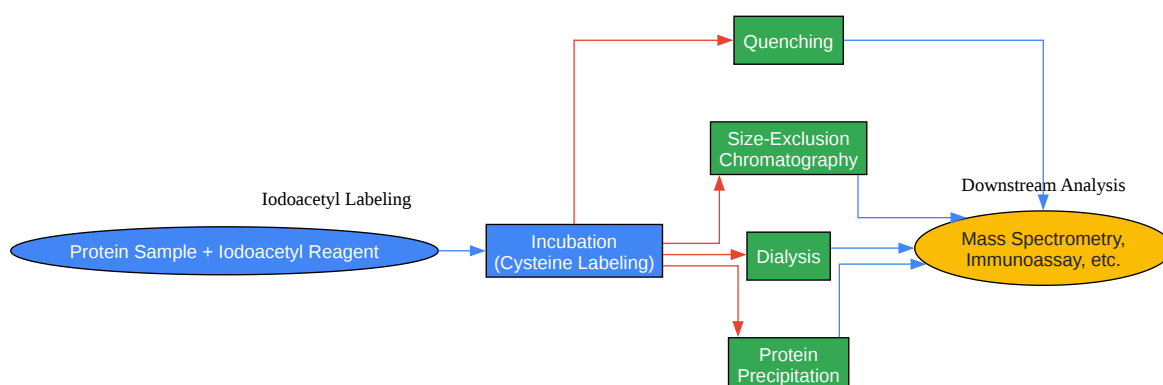 Quenching
Size-Exclusion
Chromatography
Iodoacetyl Labeling
Downstream Analysis
Protein Sample + Iodoacetyl Reagent
Incubation
(Cysteine Labeling)
Dialysis
Mass Spectrometry,
Immunoassay, etc.
Protein
Precipitation